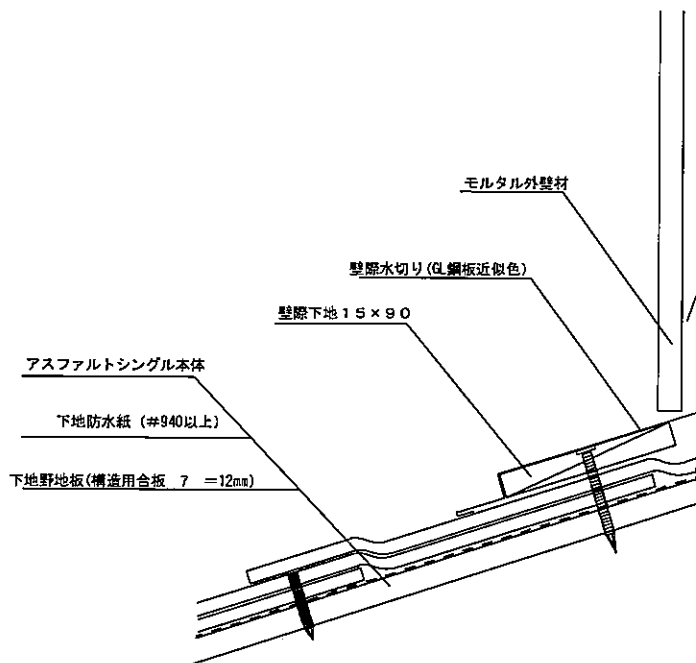 モルタル外壁材
壁際水切り(GL鋼板近似色)
壁際下地15×90
アスファルトシングル本体
下地防水紙 (#940以上)
下地野地板(構造用合板 7 =12mm)